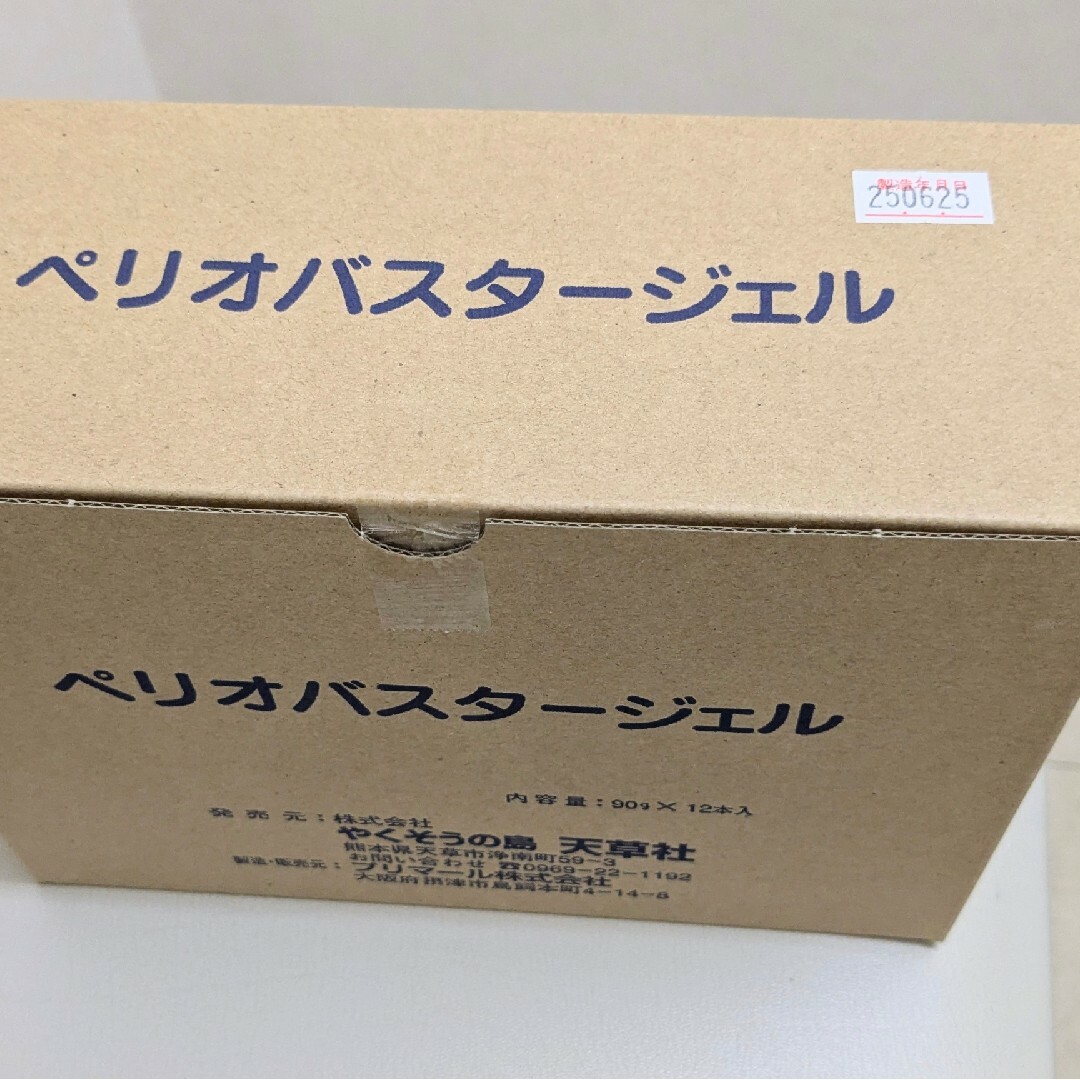 製造年月日
250625
ペリオバスタージェル
ペリオバスタージェル
内容量：90g×12本入
発売元：株式会社
やくそうの島 天草社
熊本県天草市浄南町59-3
お問い合わせ ☎0969-22-1192
製造・販売元：プリマール株式会社
大阪府摂津市鳥飼本町4-14-8